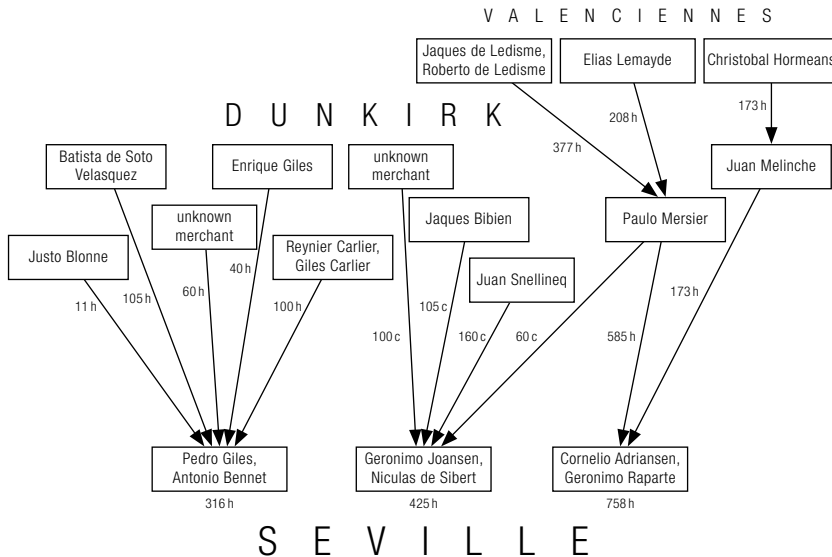 V A L E N C I E N N E S
Jaques de Ledisme,
Roberto de Ledisme
Elias Lemayde
Christobal Hormeans
D U N K I R K
208 h
173 h
377 h
Batista de Soto
Velasquez
Enrique Giles
unknown
merchant
Juan Melinche
unknown
merchant
Jaques Bibien
Paulo Mersier
Justo Blonne
Reynier Carlier,
Giles Carlier
Juan Snellineq
11 h
105 h
60 h
40 h
100 h
100 c
105 c
160 c
60 c
585 h
173 h
Pedro Giles,
Antonio Bennet
Geronimo Joansen,
Niculas de Sibert
Cornelio Adriansen,
Geronimo Raparte
316 h
425 h
758 h
S E V I L L E